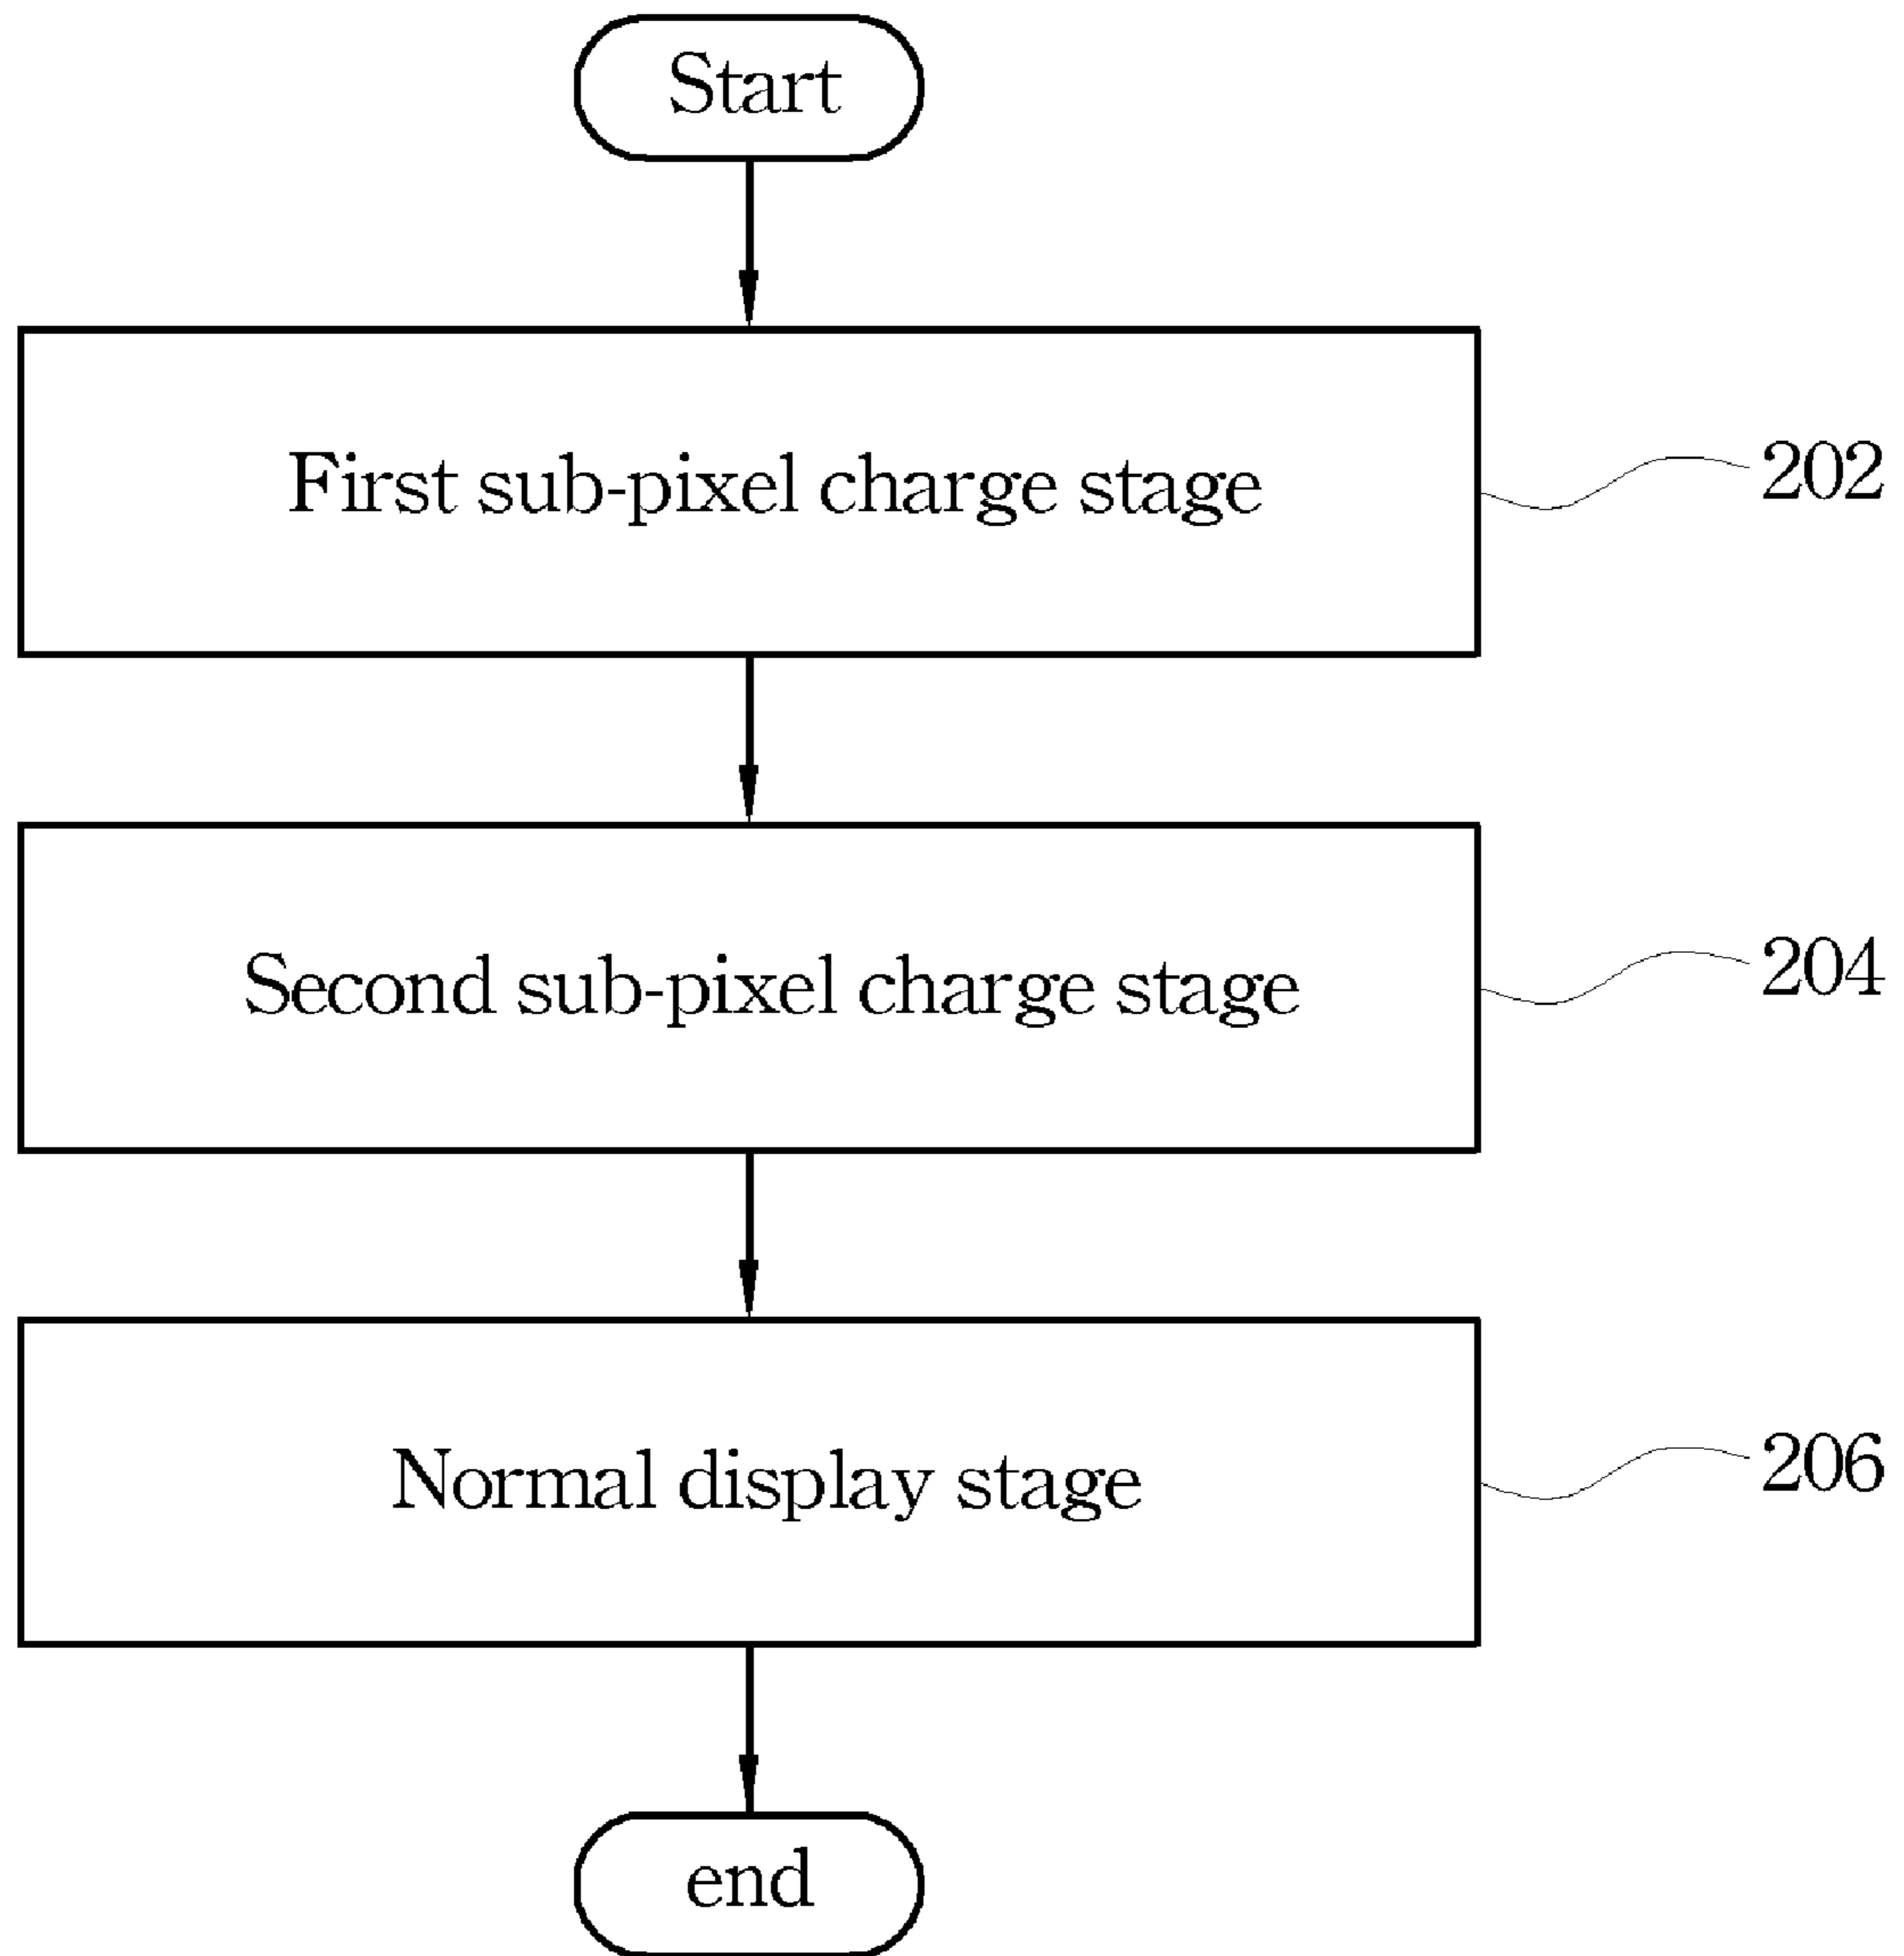 Start
First sub-pixel charge stage
202
Second sub-pixel charge stage
204
Normal display stage
206
end